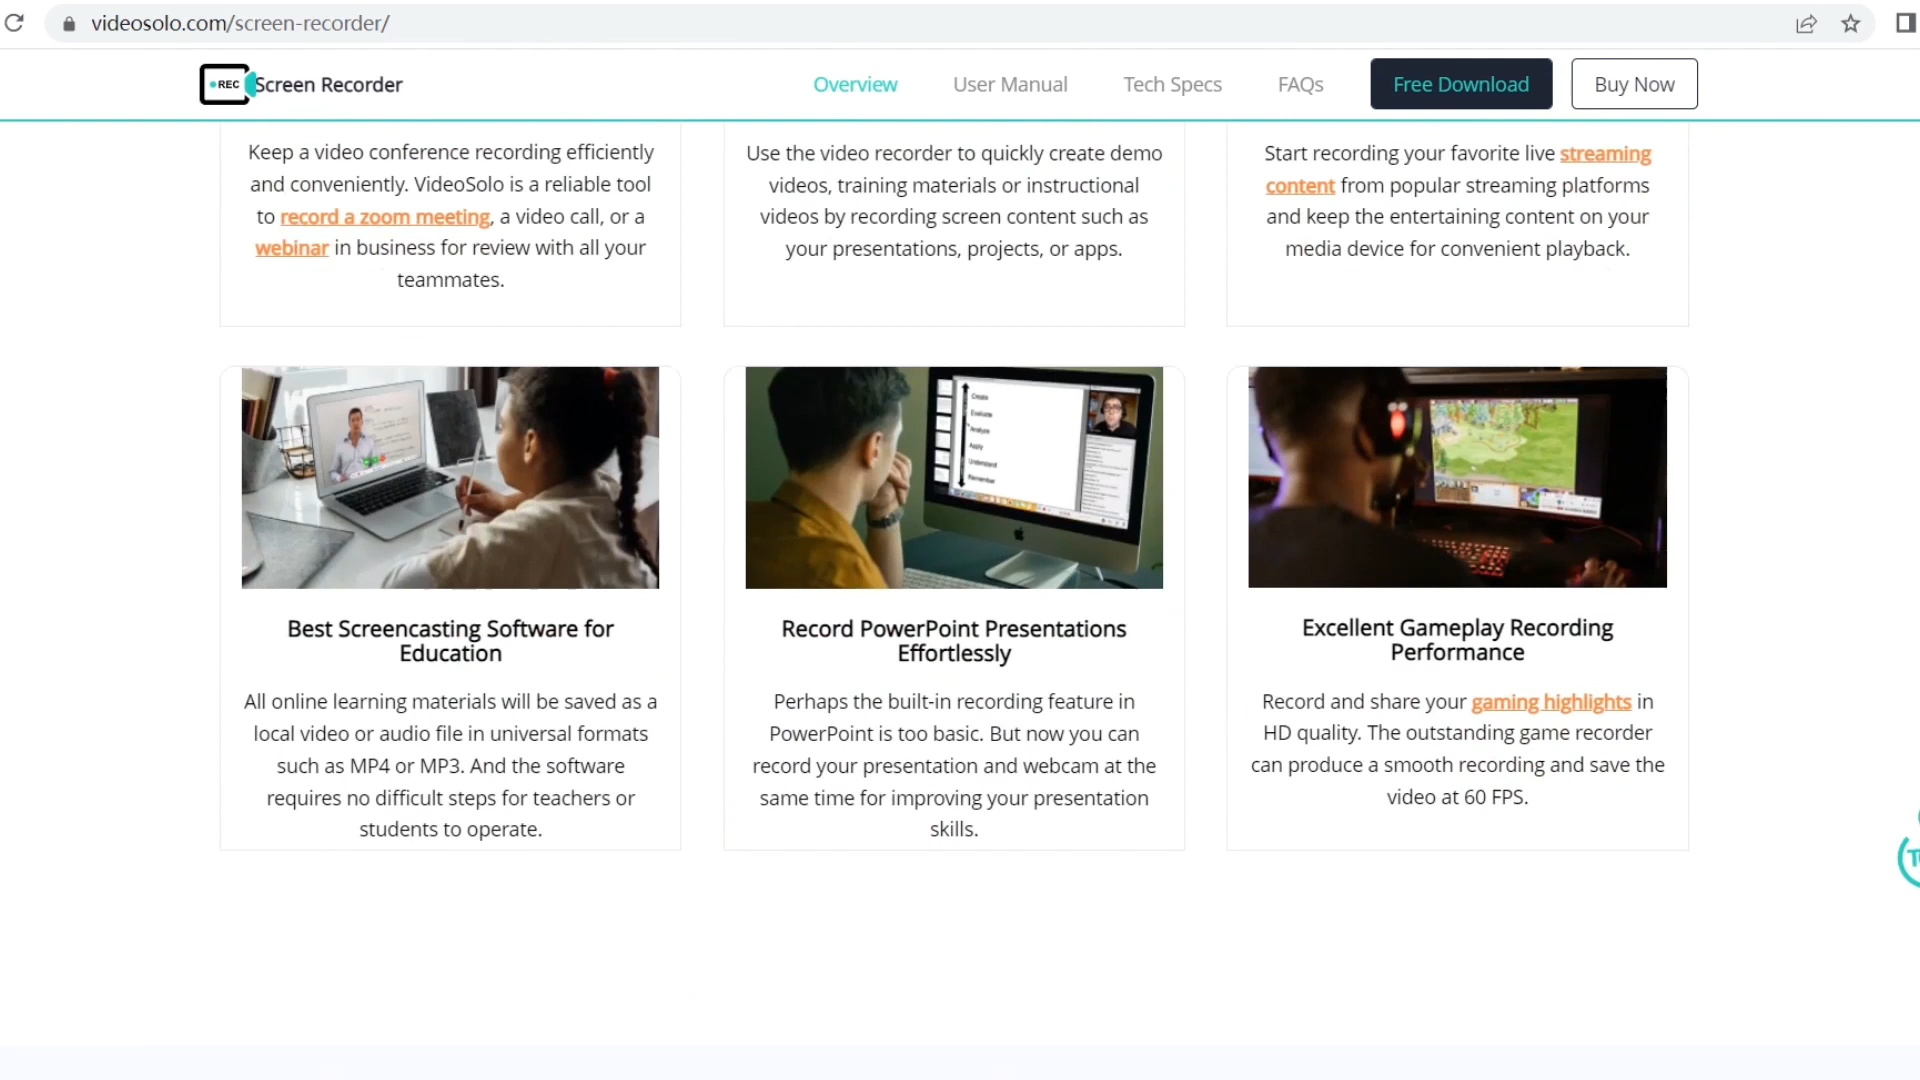 videosolo.com/screen-recorder/
REC Screen Recorder
Overview
User Manual
Tech Specs
FAQs
Free Download
Buy Now
Keep a video conference recording efficiently
and conveniently. VideoSolo is a reliable tool
to record a zoom meeting, a video call, or a
webinar in business for review with all your
teammates.
Use the video recorder to quickly create demo
videos, training materials or instructional
videos by recording screen content such as
your presentations, projects, or apps.
Start recording your favorite live streaming
content from popular streaming platforms
and keep the entertaining content on your
media device for convenient playback.
Create
Evaluate
Analyze
Apply
Understand
Remember
Best Screencasting Software for
Education
All online learning materials will be saved as a
local video or audio file in universal formats
such as MP4 or MP3. And the software
requires no difficult steps for teachers or
students to operate.
Record PowerPoint Presentations
Effortlessly
Perhaps the built-in recording feature in
PowerPoint is too basic. But now you can
record your presentation and webcam at the
same time for improving your presentation
skills.
Excellent Gameplay Recording
Performance
Record and share your gaming highlights in
HD quality. The outstanding game recorder
can produce a smooth recording and save the
video at 60 FPS.